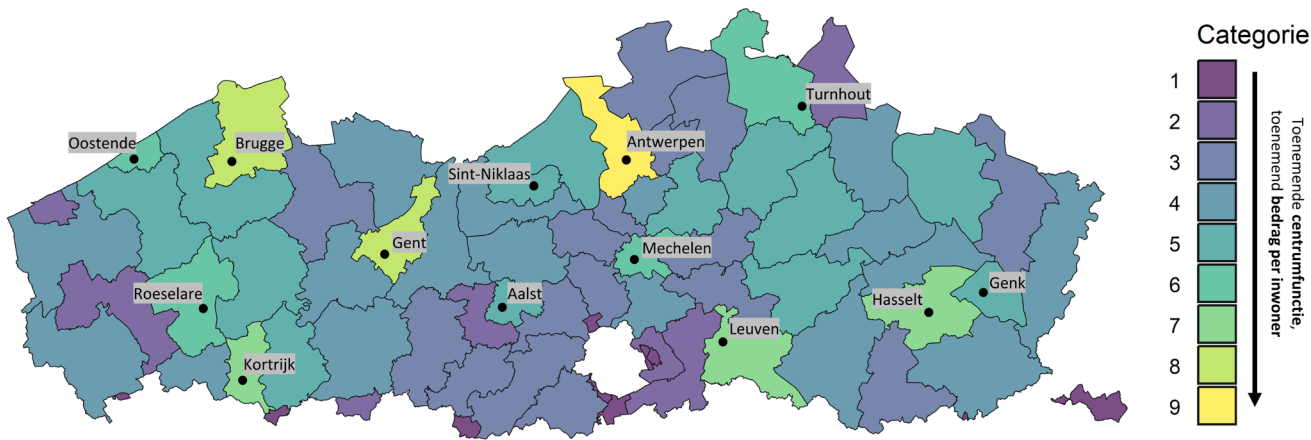 Categorie
1
2
3
4
5
6
7
8
9
Toenemende centrumfunctie,
toenemend bedrag per inwoner
Turnhout
Oostende
Brugge
Antwerpen
Sint-Niklaas
Gent
Mechelen
Roeselare
Aalst
Hasselt
Genk
Leuven
Kortrijk